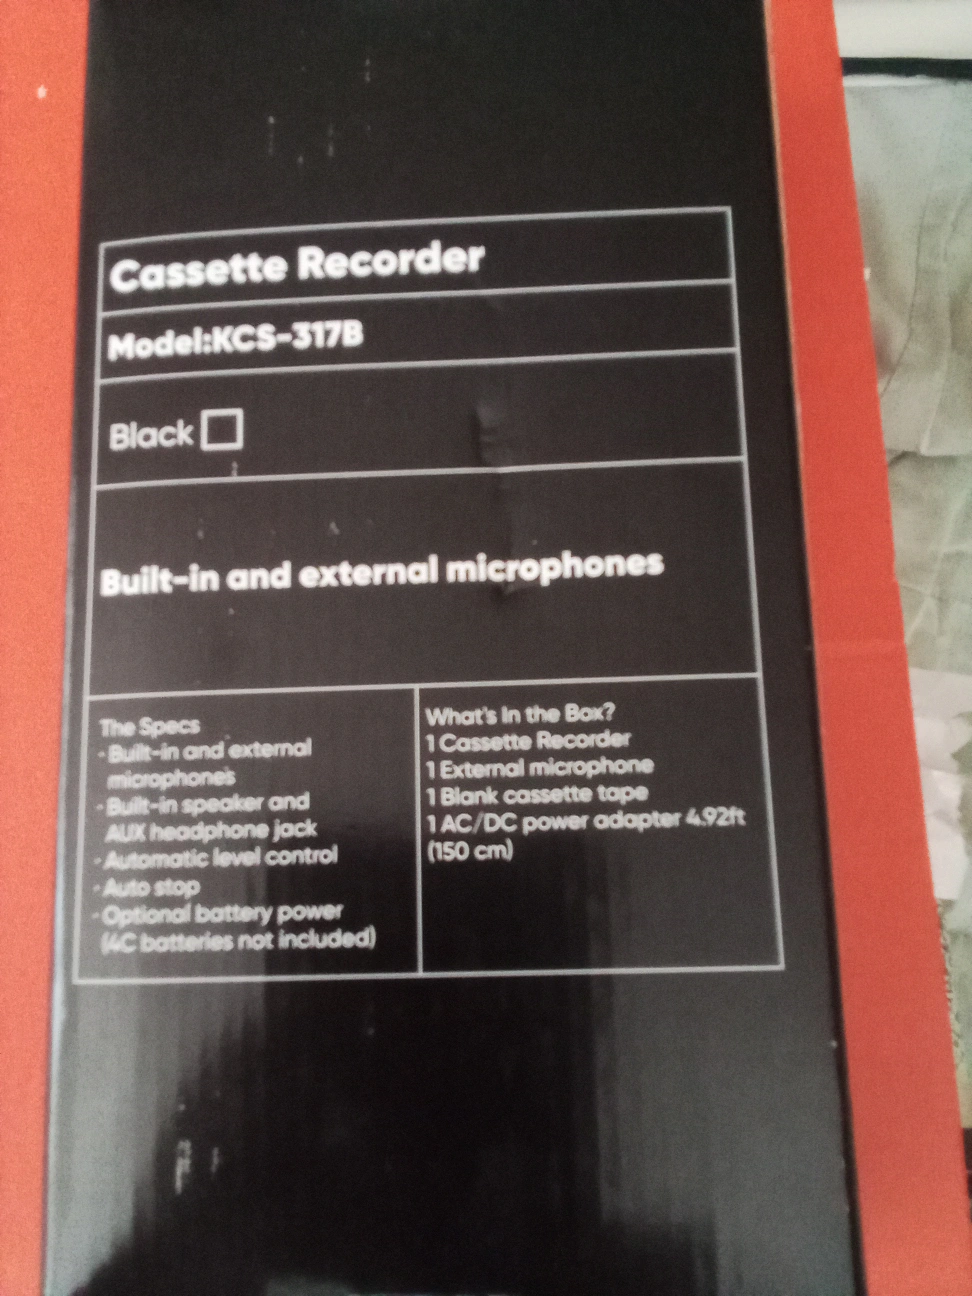 Cassette Recorder
Model:KCS-317B
Black
Built-in and external microphones
The Specs
- Built-in and external
microphones
- Built-in speaker and
AUX headphone jack
- Automatic level control
- Auto stop
- Optional battery power
(4C batteries not included)
What's In the Box?
1 Cassette Recorder
1 External microphone
1 Blank cassette tape
1 AC/DC power adapter 4.92ft
(150 cm)